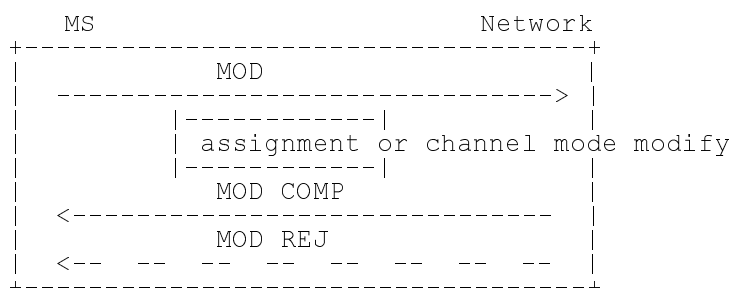 MS Network
MOD
assignment or channel mode modify
MOD COMP
MOD REJ